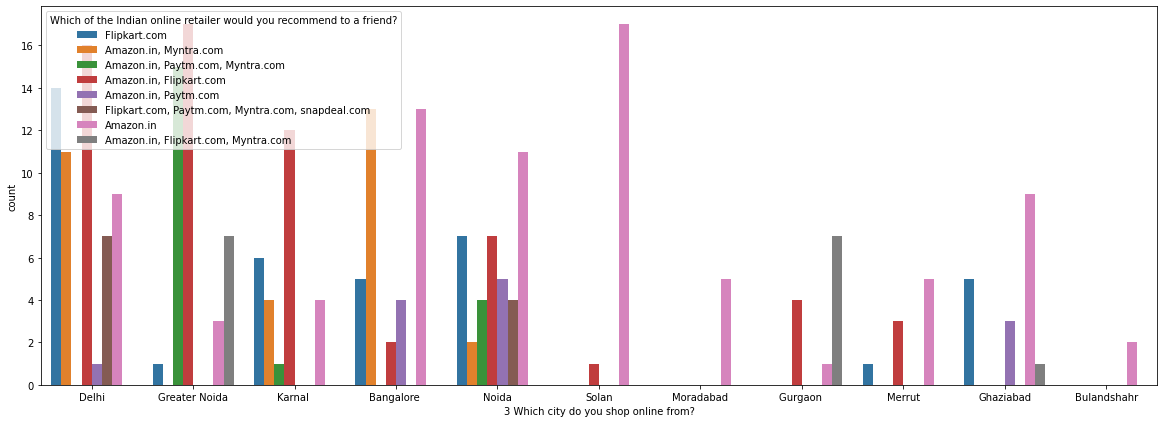 Which of the Indian online retailer would you recommend to a friend?
Flipkart.com
Amazon.in, Myntra.com
Amazon.in, Paytm.com, Myntra.com
Amazon.in, Flipkart.com
Amazon.in, Paytm.com
Flipkart.com, Paytm.com, Myntra.com, snapdeal.com
Amazon.in
Amazon.in, Flipkart.com, Myntra.com
16
14
12
10
8
6
4
2
0
count
Delhi Greater Noida Karnal Bangalore Noida Solan Moradabad Gurgaon Merrut Ghaziabad Bulandshahr
3 Which city do you shop online from?